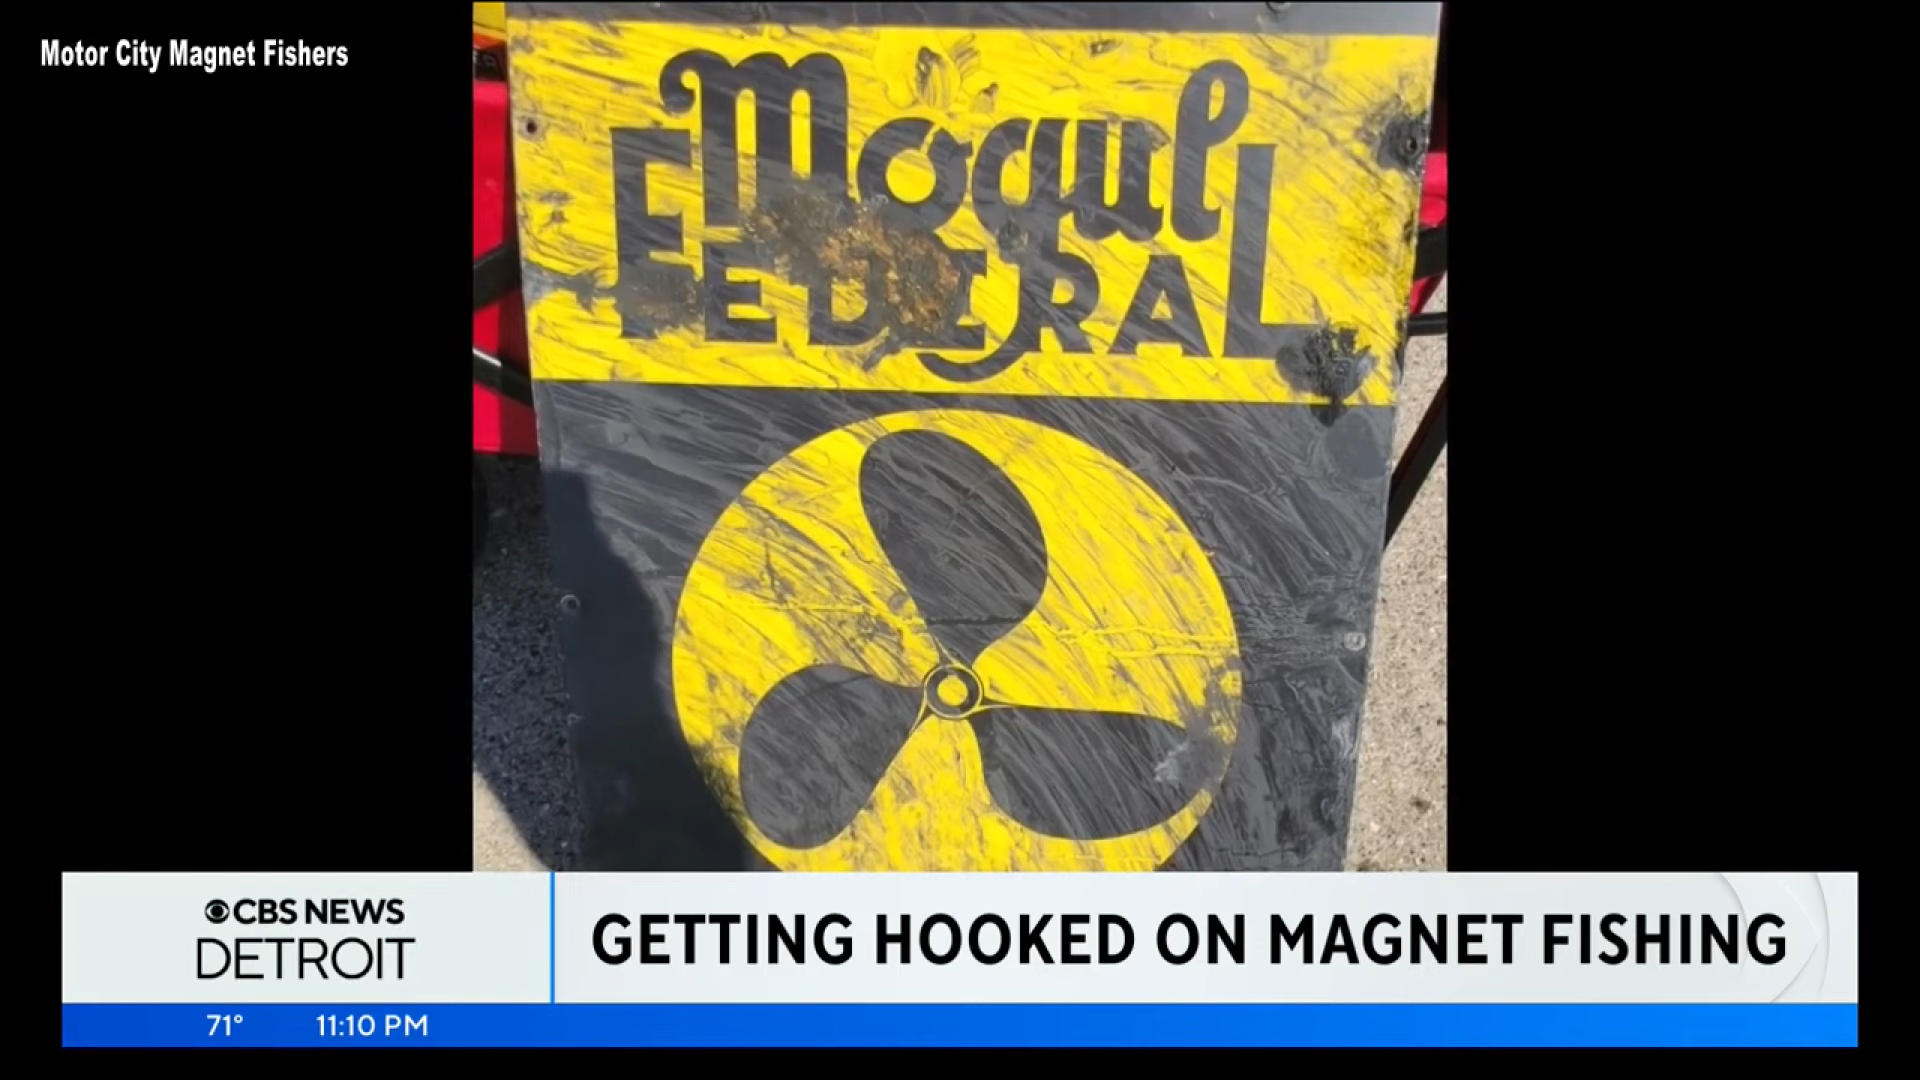 Motor City Magnet Fishers
Mogul
FEDERAL
CBS NEWS
DETROIT
GETTING HOOKED ON MAGNET FISHING
71° 11:10 PM